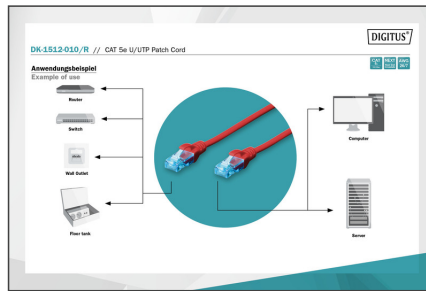 DIGITUS®
DK-1512-010/R // CAT 5e U/UTP Patch Cord
Anwendungsbeispiel
Example of use
Router
Switch
Wall Outlet
Floor tank
Computer
Server